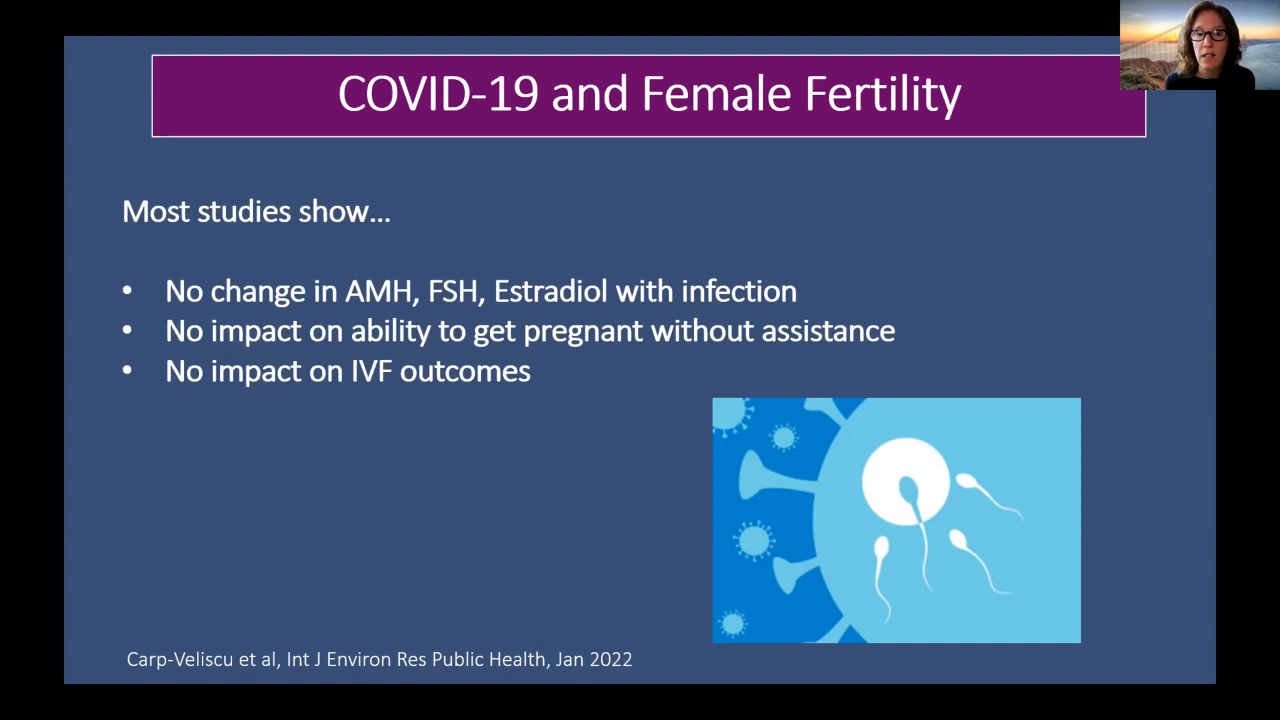 COVID-19 and Female Fertility
Most studies show...
• No change in AMH, FSH, Estradiol with infection
• No impact on ability to get pregnant without assistance
• No impact on IVF outcomes
Carp-Veliscu et al, Int J Environ Res Public Health, Jan 2022